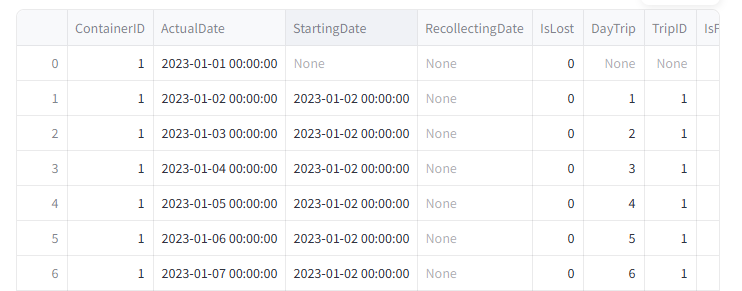 ContainerID ActualDate StartingDate RecollectingDate IsLost DayTrip TripID
0 1 2023-01-01 00:00:00 None None 0 None None
1 1 2023-01-02 00:00:00 2023-01-02 00:00:00 None 0 1 1
2 1 2023-01-03 00:00:00 2023-01-02 00:00:00 None 0 2 1
3 1 2023-01-04 00:00:00 2023-01-02 00:00:00 None 0 3 1
4 1 2023-01-05 00:00:00 2023-01-02 00:00:00 None 0 4 1
5 1 2023-01-06 00:00:00 2023-01-02 00:00:00 None 0 5 1
6 1 2023-01-07 00:00:00 2023-01-02 00:00:00 None 0 6 1